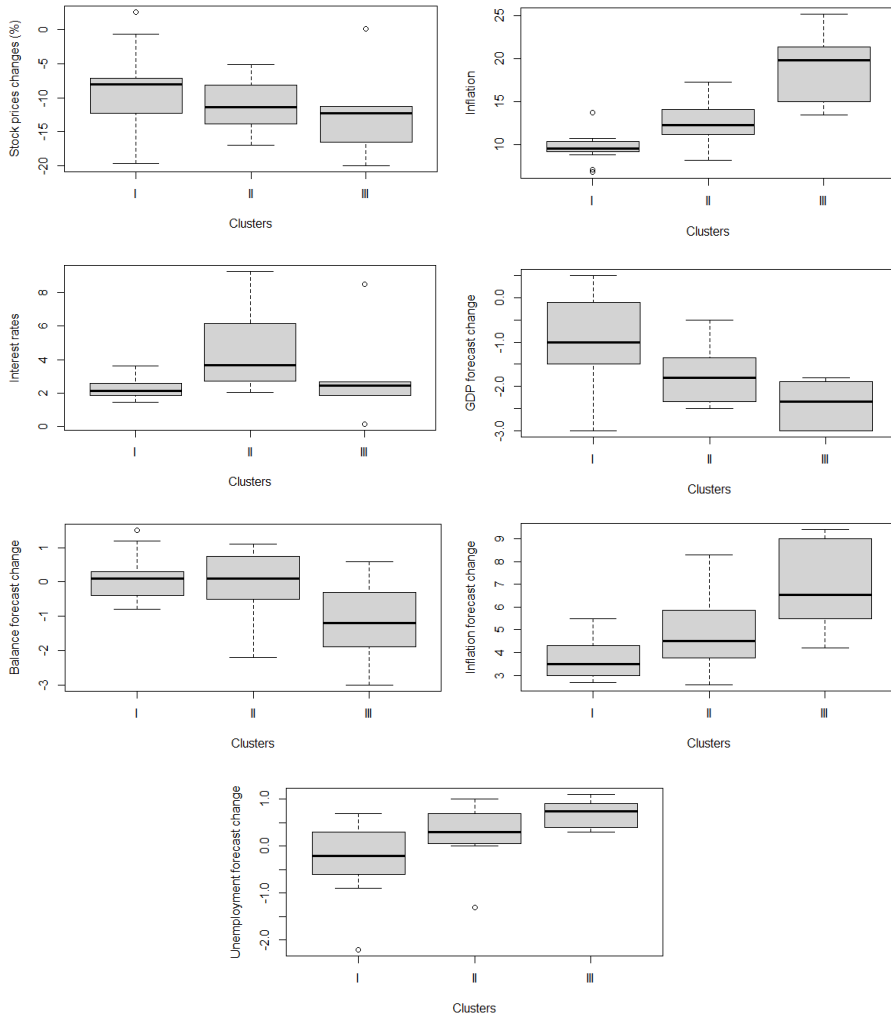 Stock prices changes (%)
0
-5
-10
-15
-20
I
II
III
Clusters
Inflation
25
20
15
10
I
II
III
Clusters
Interest rates
8
6
4
2
0
I
II
III
Clusters
GDP forecast change
0.0
-1.0
-2.0
-3.0
I
II
III
Clusters
Balance forecast change
1
0
-1
-2
-3
I
II
III
Clusters
Inflation forecast change
9
8
7
6
5
4
3
I
II
III
Clusters
Unemployment forecast change
1.0
0.0
-1.0
-2.0
I
II
III
Clusters